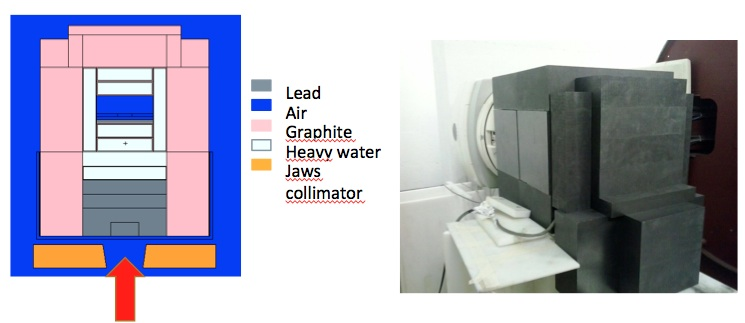 Lead
Air
Graphite
Heavy water
Jaws
collimator